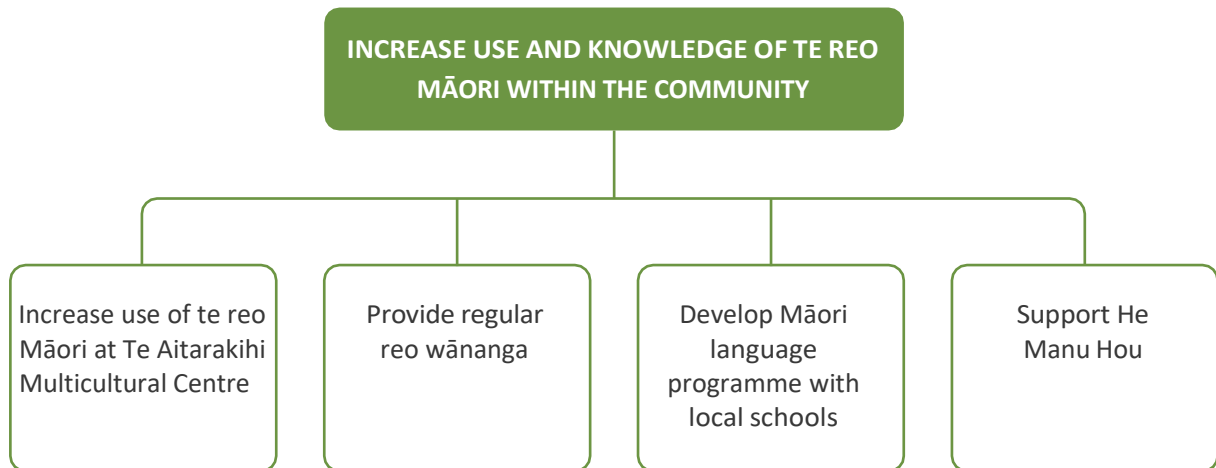 INCREASE USE AND KNOWLEDGE OF TE REO
MĀORI WITHIN THE COMMUNITY
Increase use of te reo
Māori at Te Aitarakihi
Multicultural Centre
Provide regular
reo wānanga
Develop Māori
language
programme with
local schools
Support He
Manu Hou